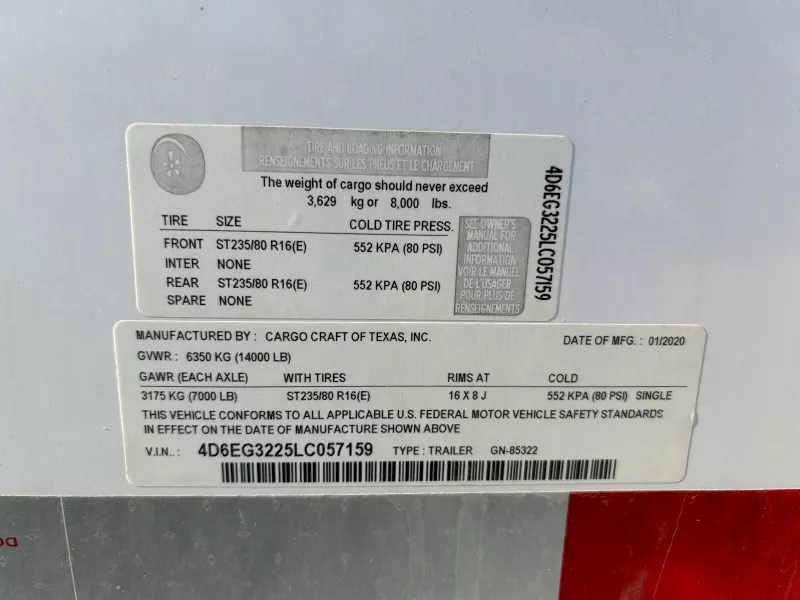 TIRE AND LOADING INFORMATION
RENSEIGNEMENTS SUR LES PNEUS ET LE CHARGEMENT
The weight of cargo should never exceed
3,629 kg or 8,000 lbs.
TIRE SIZE COLD TIRE PRESS.
FRONT ST235/80 R16(E) 552 KPA (80 PSI)
INTER NONE
REAR ST235/80 R16(E) 552 KPA (80 PSI)
SPARE NONE
SEE OWNER'S
MANUAL FOR
ADDITIONAL
INFORMATION
VOIR LE MANUEL
DE L'USAGER
POUR PLUS DE
RENSEIGNEMENTS
4D6EG3225LC057159
MANUFACTURED BY : CARGO CRAFT OF TEXAS, INC. DATE OF MFG. : 01/2020
GVWR : 6350 KG (14000 LB)
GAWR (EACH AXLE) WITH TIRES RIMS AT COLD
3175 KG (7000 LB) ST235/80 R16(E) 16 X 8 J 552 KPA (80 PSI) SINGLE
THIS VEHICLE CONFORMS TO ALL APPLICABLE U.S. FEDERAL MOTOR VEHICLE SAFETY STANDARDS
IN EFFECT ON THE DATE OF MANUFACTURE SHOWN ABOVE
V.I.N.. : 4D6EG3225LC057159 TYPE : TRAILER GN-85322